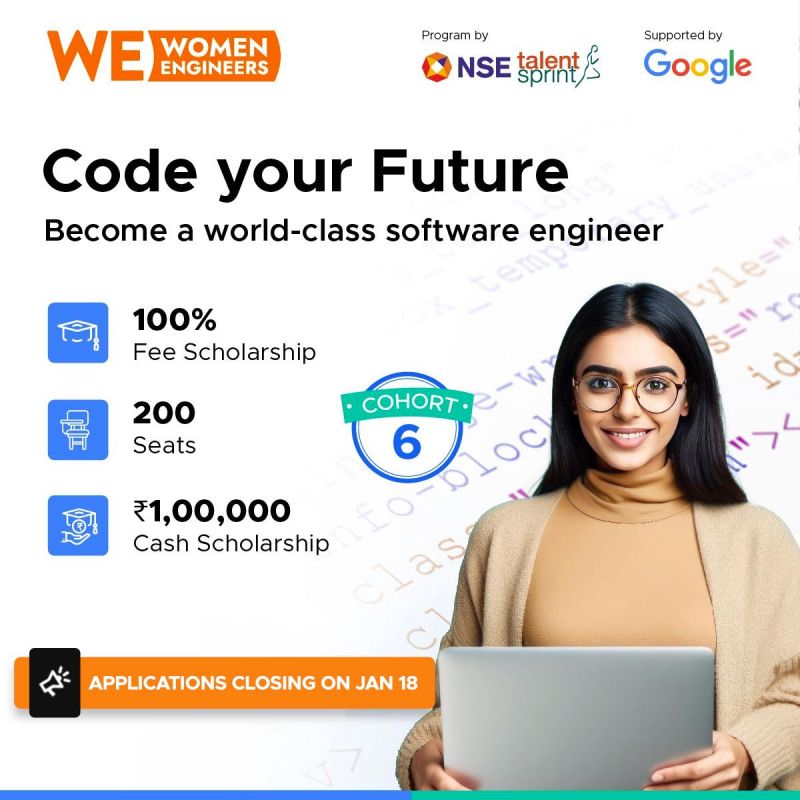 WE WOMEN
ENGINEERS
Program by
NSE talent
sprint
Supported by
Google
Code your Future
Become a world-class software engineer
100%
Fee Scholarship
200
Seats
COHORT
6
₹1,00,000
Cash Scholarship
APPLICATIONS CLOSING ON JAN 18